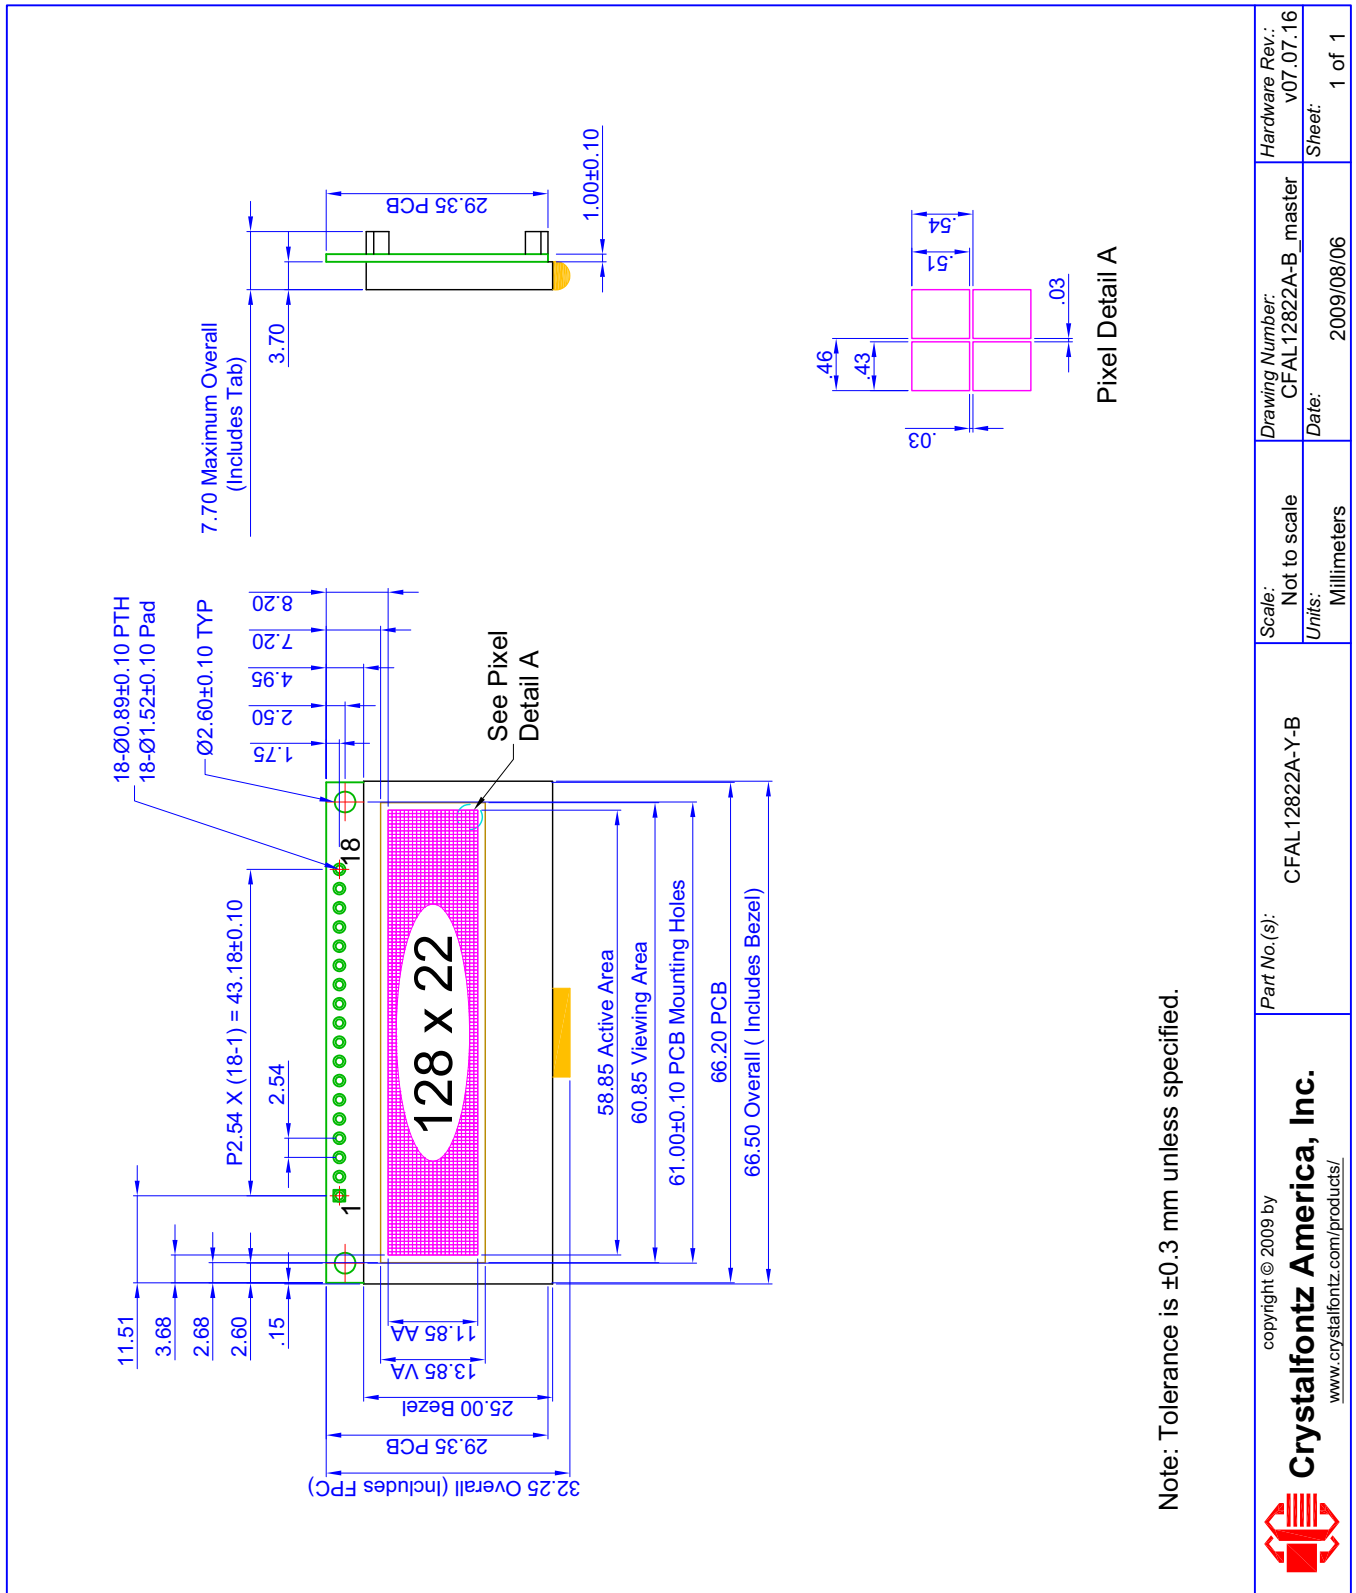 18-Ø0.89±0.10 PTH
18-Ø1.52±0.10 Pad
Ø2.60±0.10 TYP
11.51
3.68
2.68
2.60
.15
P2.54 X (18-1) = 43.18±0.10
2.54
1.75
2.50
4.95
7.20
8.20
1
18
128 x 22
See Pixel
Detail A
32.25 Overall (Includes FPC)
29.35 PCB
25.00 Bezel
13.85 VA
11.85 AA
58.85 Active Area
60.85 Viewing Area
61.00±0.10 PCB Mounting Holes
66.20 PCB
66.50 Overall ( Includes Bezel)
7.70 Maximum Overall
(Includes Tab)
3.70
29.35 PCB
1.00±0.10
.46
.43
.03
.51
.54
.03
Pixel Detail A
Note: Tolerance is ±0.3 mm unless specified.
copyright © 2009 by
Crystalfontz America, Inc.
www.crystalfontz.com/products/
Part No.(s):
CFAL12822A-Y-B
Scale:
Not to scale
Units:
Millimeters
Drawing Number:
CFAL12822A-B_master
Date:
2009/08/06
Hardware Rev.:
v07.07.16
Sheet:
1 of 1